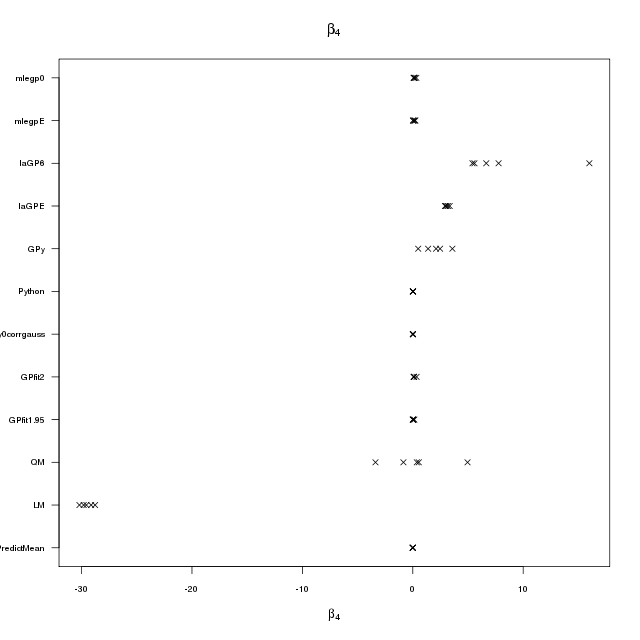 β4
mlegp0
mlegpE
laGP6
laGPE
GPy
Python
y0corrgauss
GPfit2
GPfit1.95
QM
LM
PredictMean
-30
-20
-10
0
10
β4